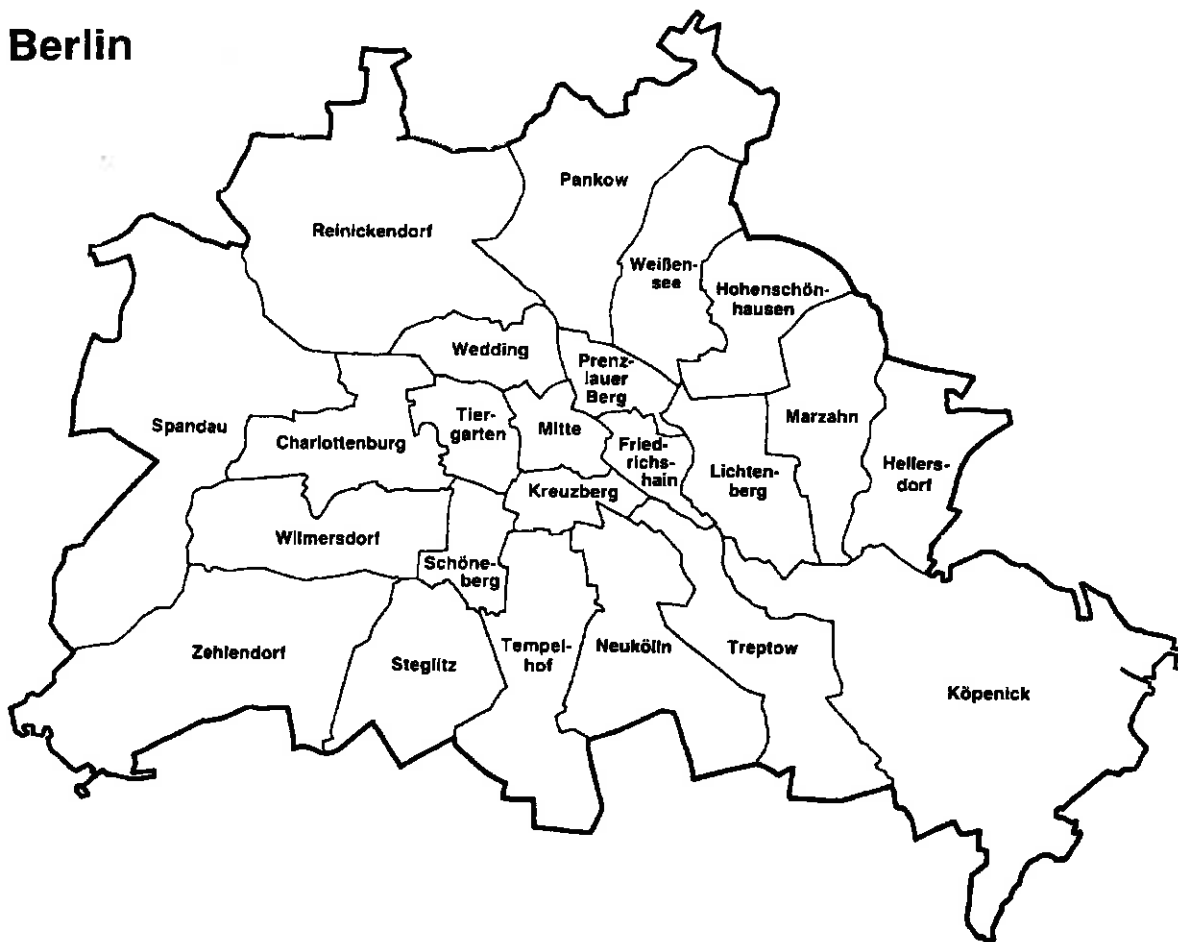 Berlin
Pankow
Reinickendorf
Weißen-
see
Hohenschön-
hausen
Wedding
Prenz-
lauer
Berg
Spandau
Charlottenburg
Tier-
garten
Mitte
Fried-
richs-
hain
Marzahn
Lichten-
berg
Hellers-
dorf
Kreuzberg
Wilmersdorf
Schöne-
berg
Zehlendorf
Steglitz
Tempel-
hof
Neukölln
Treptow
Köpenick